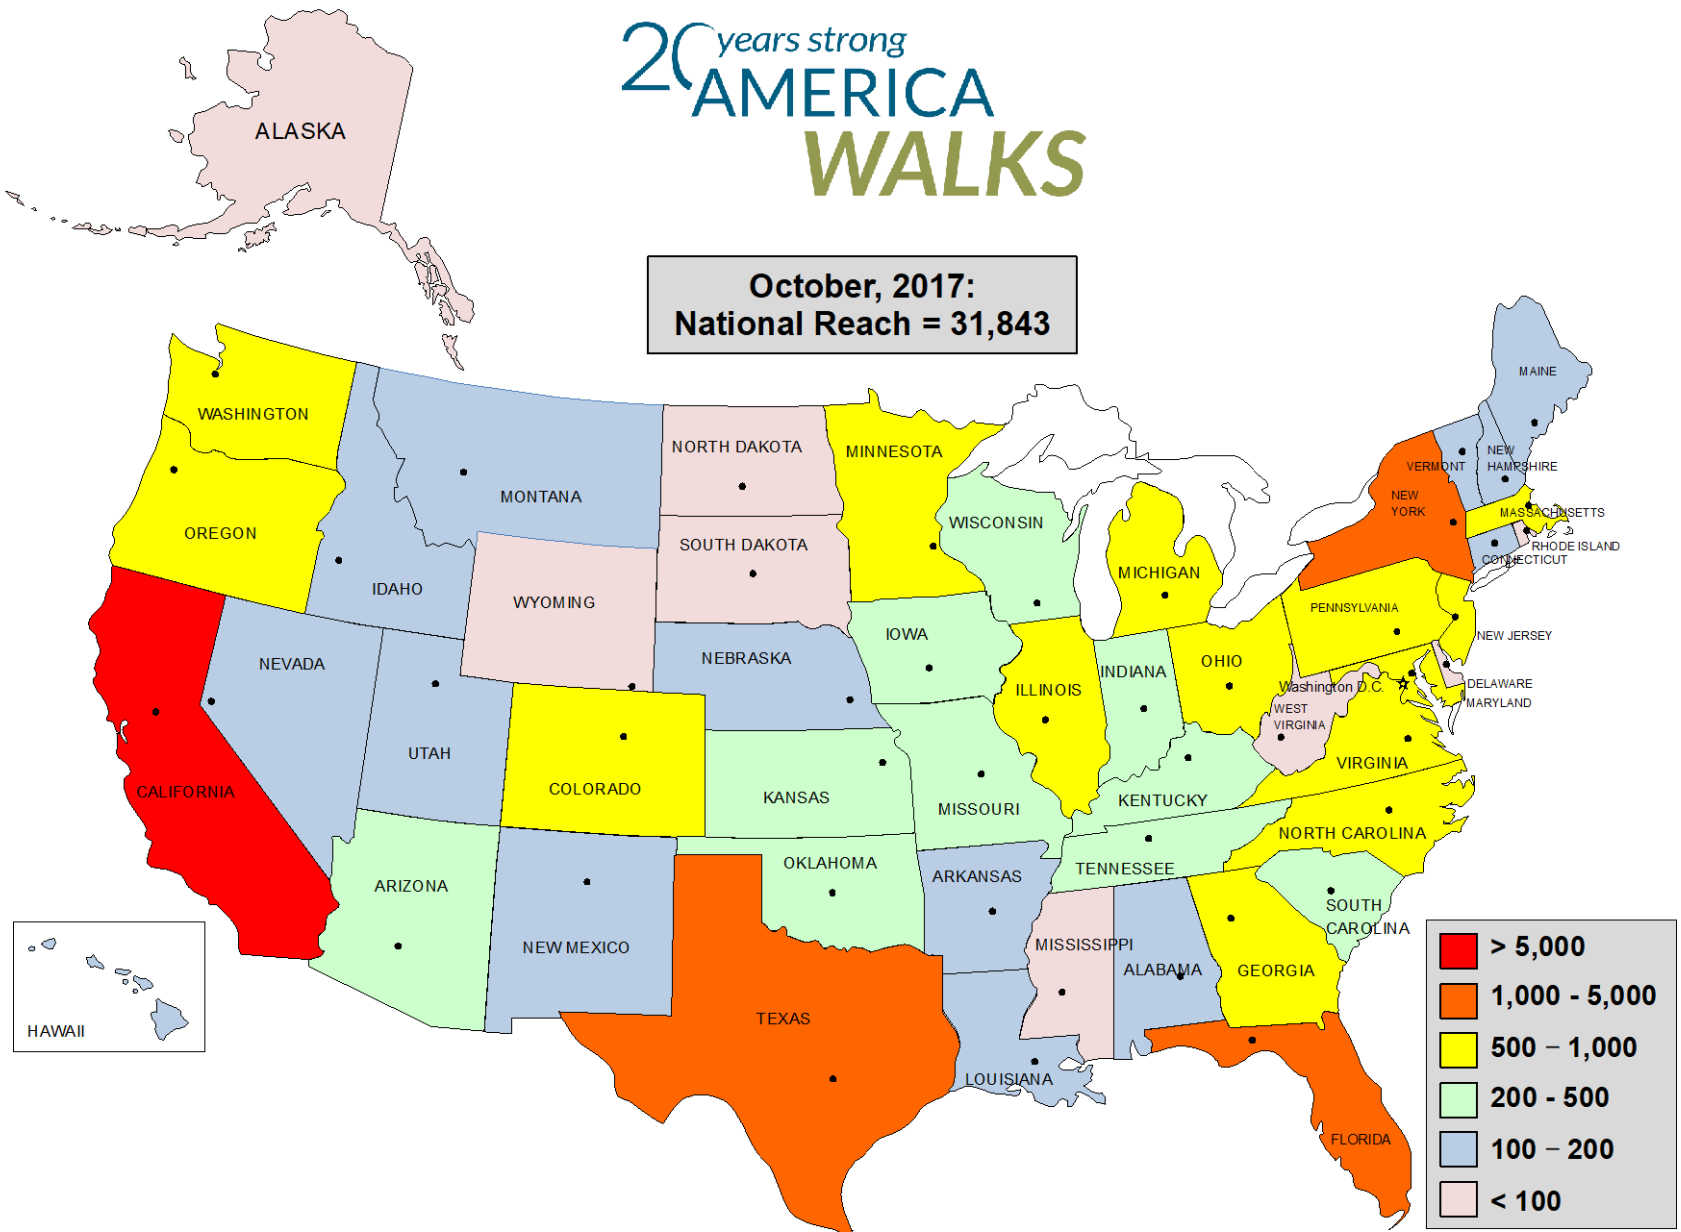 20 years strong
AMERICA
WALKS
ALASKA
October, 2017:
National Reach = 31,843
MAINE
WASHINGTON
NORTH DAKOTA
MINNESOTA
VERMONT
NEW
HAMPSHIRE
MONTANA
NEW
YORK
MASSACHUSETTS
OREGON
WISCONSIN
SOUTH DAKOTA
RHODE ISLAND
CONNECTICUT
IDAHO
MICHIGAN
WYOMING
PENNSYLVANIA
IOWA
NEW JERSEY
NEVADA
NEBRASKA
OHIO
INDIANA
ILLINOIS
Washington D.C.
DELAWARE
MARYLAND
WEST
VIRGINIA
UTAH
VIRGINIA
CALIFORNIA
COLORADO
KANSAS
MISSOURI
KENTUCKY
NORTH CAROLINA
OKLAHOMA
TENNESSEE
ARIZONA
ARKANSAS
SOUTH
CAROLINA
NEW MEXICO
MISSISSIPPI
ALABAMA
GEORGIA
HAWAII
TEXAS
LOUISIANA
FLORIDA
> 5,000
1,000 - 5,000
500 – 1,000
200 - 500
100 – 200
< 100